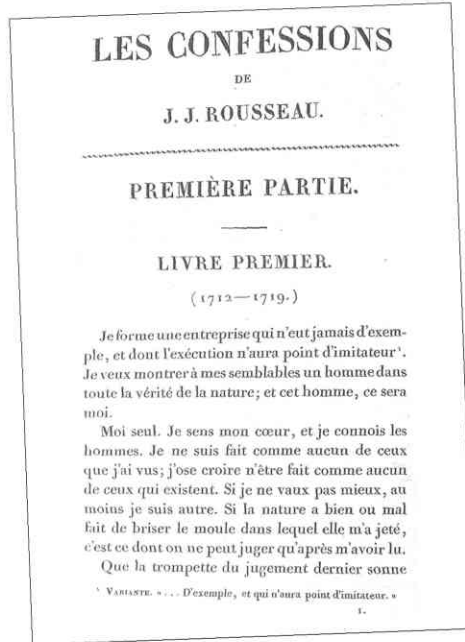 LES CONFESSIONS
DE
J. J. ROUSSEAU.
PREMIÈRE PARTIE.
LIVRE PREMIER.
(1712—1719.)
Je forme une entreprise qui n'eut jamais d'exem-
ple, et dont l'exécution n'aura point d'imitateur¹.
Je veux montrer à mes semblables un homme dans
toute la vérité de la nature; et cet homme, ce sera
moi.
Moi seul. Je sens mon cœur, et je connois les
hommes. Je ne suis fait comme aucun de ceux
que j'ai vus; j'ose croire n'être fait comme aucun
de ceux qui existent. Si je ne vaux pas mieux, au
moins je suis autre. Si la nature a bien ou mal
fait de briser le moule dans lequel elle m'a jeté,
c'est ce dont on ne peut juger qu'après m'avoir lu.
Que la trompette du jugement dernier sonne
¹ VARIANTE. «... D'exemple, et qui n'aura point d'imitateur.»
1.